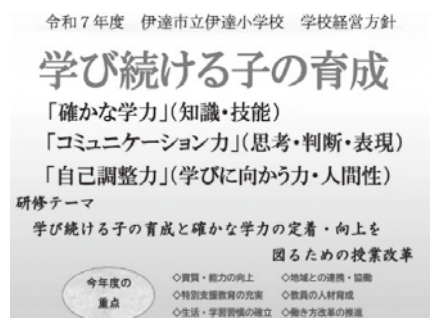 令和7年度　伊達市立伊達小学校　学校経営方針
学び続ける子の育成
「確かな学力」(知識・技能)
「コミュニケーション力」(思考・判断・表現)
「自己調整力」(学びに向かう力・人間性)
研修テーマ
学び続ける子の育成と確かな学力の定着・向上を
図るための授業改革
今年度の
重点
◇資質・能力の向上　◇地域との連携・協働
◇特別支援教育の充実　◇教員の人材育成
◇生活・学習習慣の確立　◇働き方改革の推進